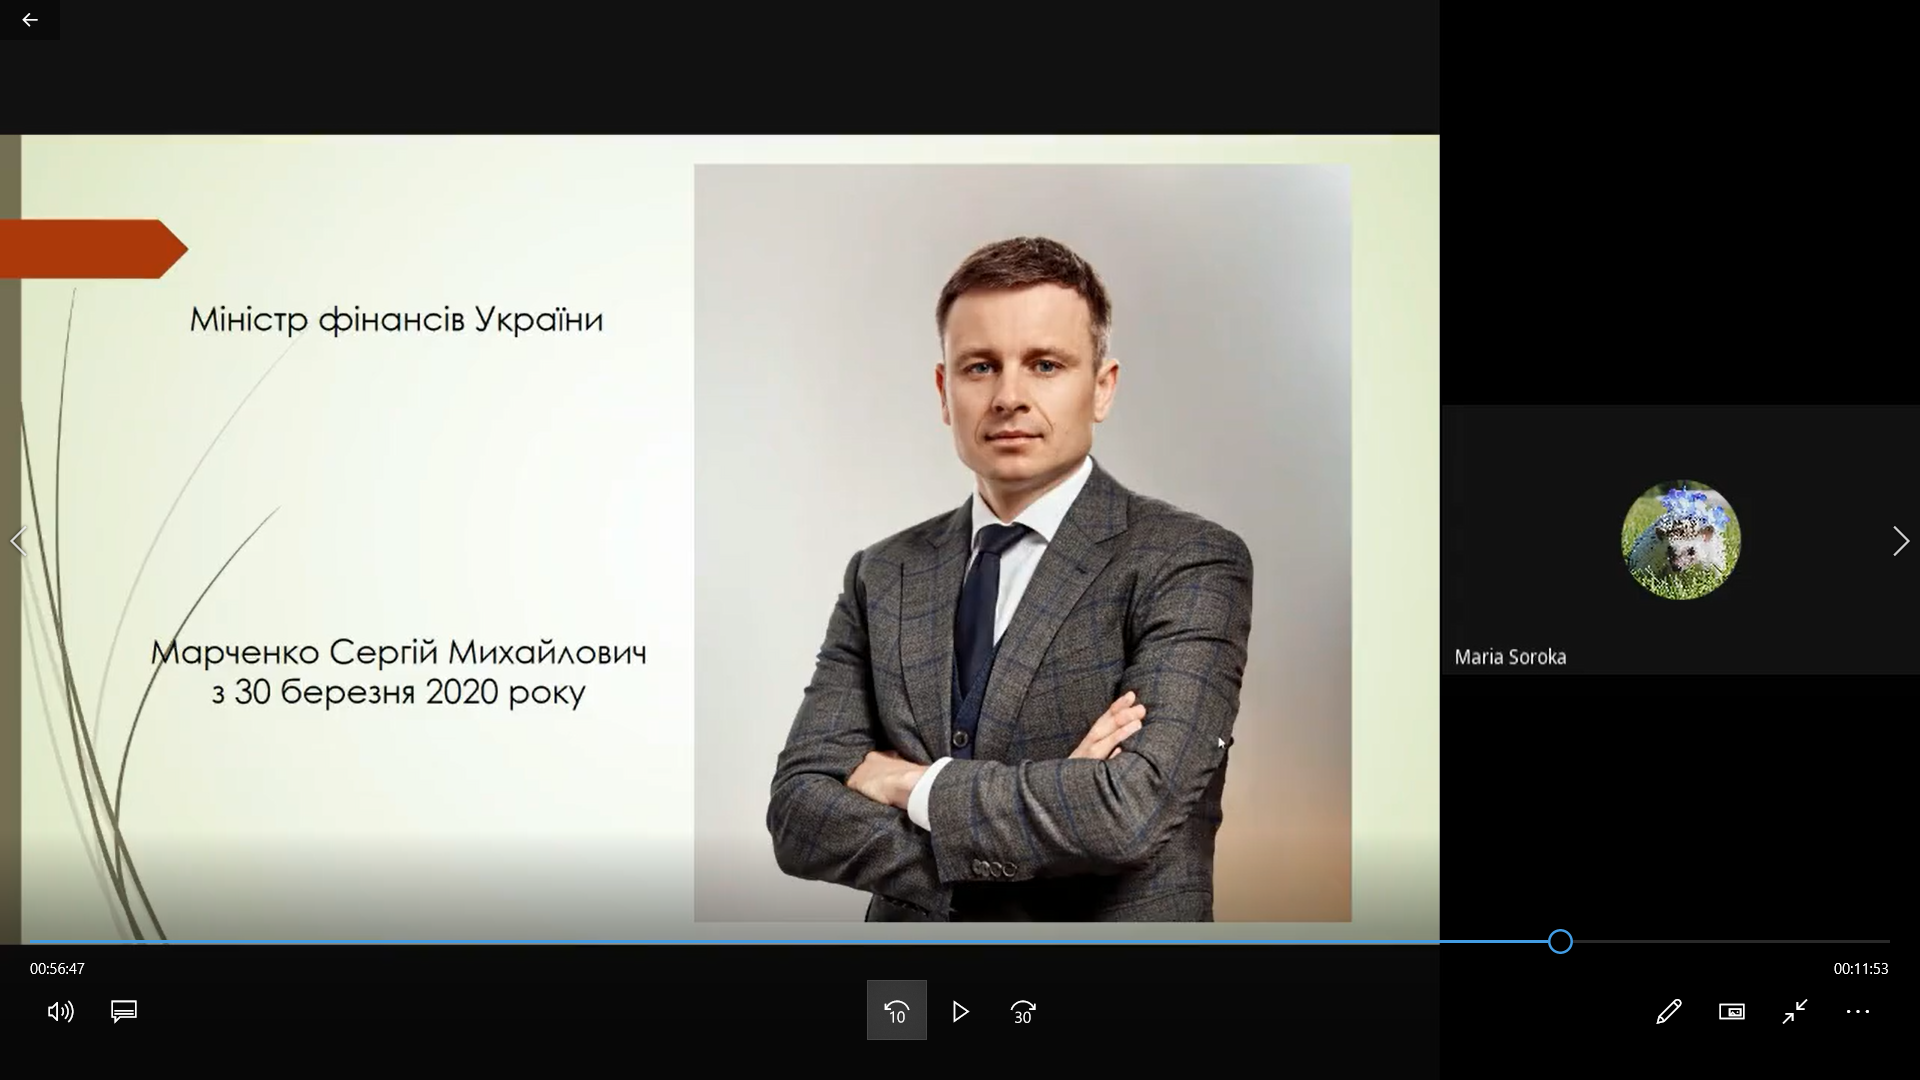 Міністр фінансів України
Марченко Сергій Михайлович
з 30 березня 2020 року
Maria Soroka
00:56:47
00:11:53
10
30